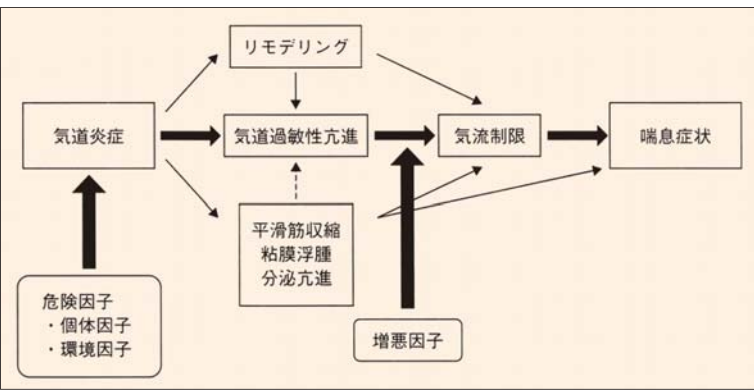 リモデリング
気道炎症
気道過敏性亢進
気流制限
喘息症状
平滑筋収縮
粘膜浮腫
分泌亢進
危険因子
・個体因子
・環境因子
増悪因子